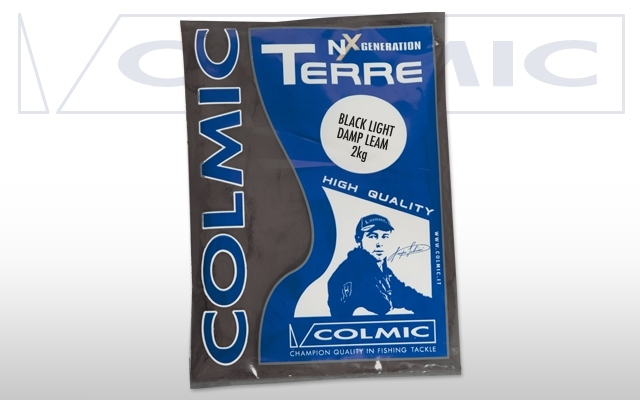 COLMIC
COLMIC
NX GENERATION
TERRE
BLACK LIGHT
DAMP LEAM
2kg
HIGH QUALITY
WWW.COLMIC.IT
COLMIC
CHAMPION QUALITY IN FISHING TACKLE